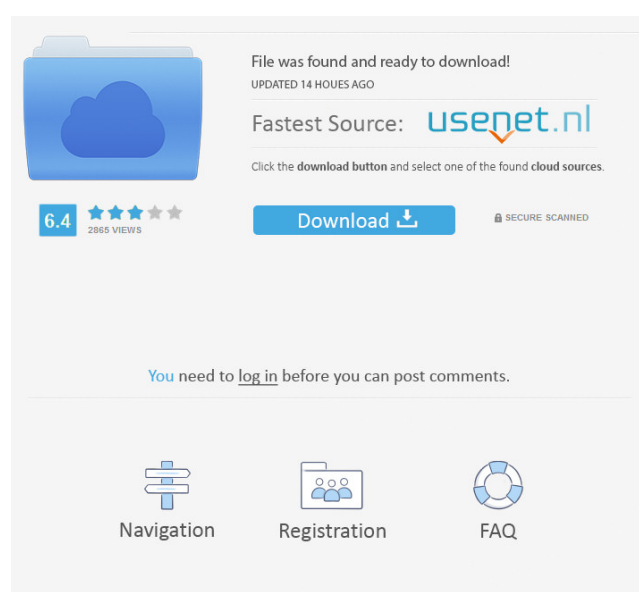 File was found and ready to download!
UPDATED 14 HOUES AGO
Fastest Source: usenet.nl
Click the download button and select one of the found cloud sources.
6.4
2865 VIEWS
Download
SECURE SCANNED
You need to log in before you can post comments.
Navigation
Registration
FAQ